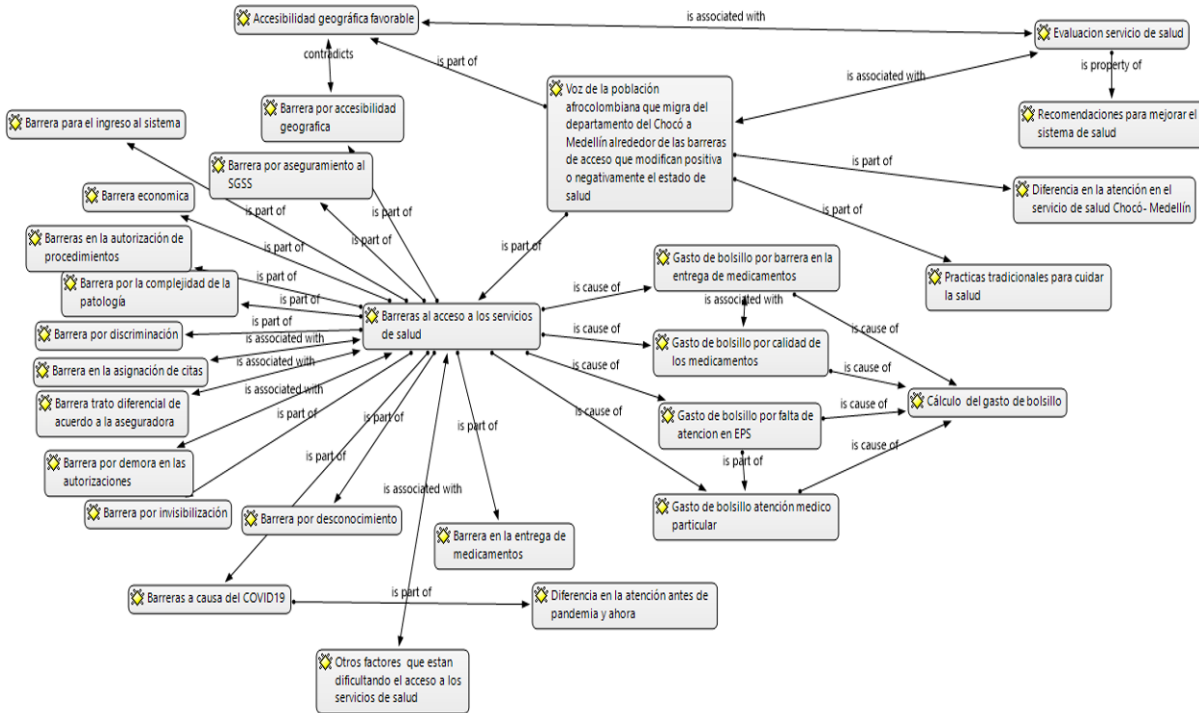 Accesibilidad geográfica favorable
is associated with
Evaluacion servicio de salud
contradicts
is part of
is associated with
is property of
Voz de la población
afrocolombiana que migra del
departamento del Chocó a
Medellín alrededor de las barreras
de acceso que modifican positiva
o negativamente el estado de
salud
Barrera por accesibilidad
geografica
Recomendaciones para mejorar el
sistema de salud
Barrera para el ingreso al sistema
Barrera por aseguramiento al
SGSS
is part of
Diferencia en la atención en el
servicio de salud Chocó- Medellín
Barrera economica
is part of
is part of
is part of
Barreras en la autorización de
procedimientos
is part of
is part of
is part of
Gasto de bolsillo por barrera en la
entrega de medicamentos
Practicas tradicionales para cuidar
la salud
Barrera por la complejidad de la
patología
is part of
is part of
is cause of
is associated with
Barreras al acceso a los servicios
de salud
Barrera por discriminación
is part of
is cause of
is cause of
Gasto de bolsillo por calidad de
los medicamentos
Barrera en la asignación de citas
is associated with
is associated with
is cause of
is cause of
Barrera trato diferencial de
acuerdo a la aseguradora
is associated with
is part of
Gasto de bolsillo por falta de
atencion en EPS
is cause of
Cálculo del gasto de bolsillo
is cause of
is part of
is cause of
Barrera por demora en las
autorizaciones
is part of
is part of
is part of
is associated with
Gasto de bolsillo atención medico
particular
Barrera por invisibilización
Barrera por desconocimiento
Barrera en la entrega de
medicamentos
Barreras a causa del COVID19
is part of
Diferencia en la atención antes de
pandemia y ahora
Otros factores que estan
dificultando el acceso a los
servicios de salud